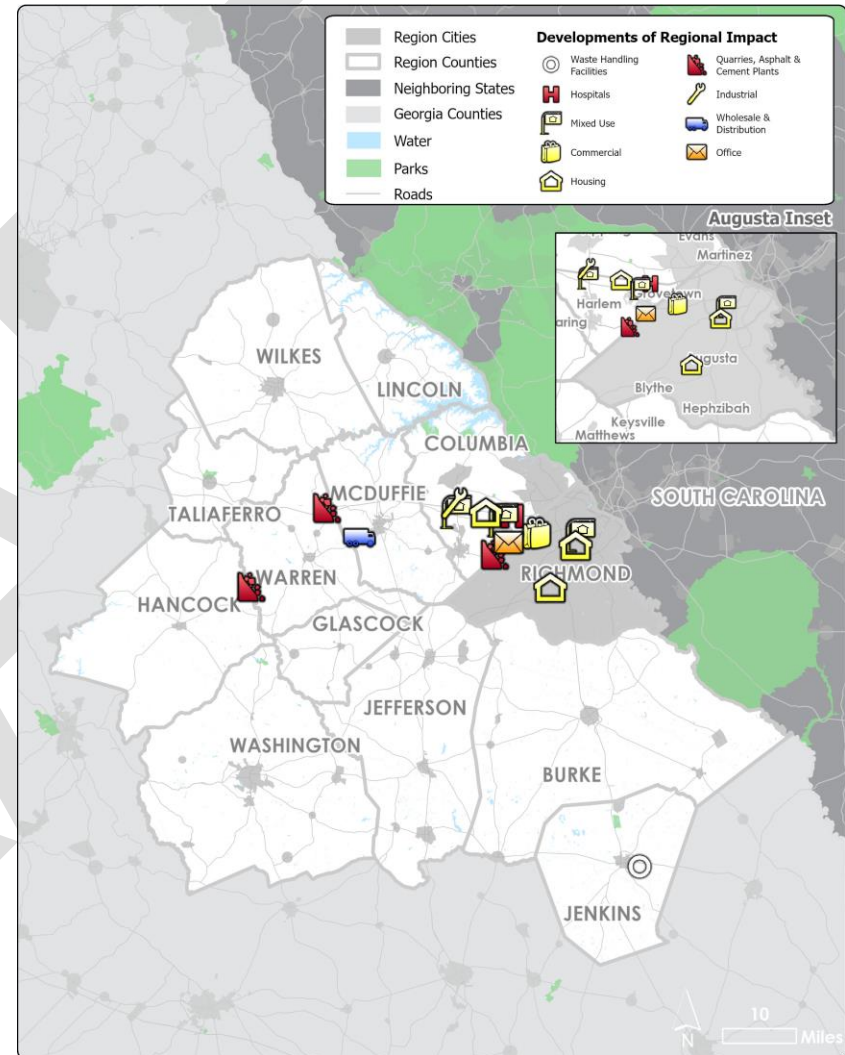 Region Cities
Region Counties
Neighboring States
Georgia Counties
Water
Parks
Roads
Developments of Regional Impact
Waste Handling
Facilities
Hospitals
Mixed Use
Commercial
Housing
Quarries, Asphalt &
Cement Plants
Industrial
Wholesale &
Distribution
Office
Augusta Inset
Evans
Martinez
Grovetown
Harlem
aring
Augusta
Blythe
Hephzibah
Keysville
Matthews
WILKES
LINCOLN
COLUMBIA
MCDUFFIE
TALIAFERRO
SOUTH CAROLINA
WARREN
RICHMOND
HANCOCK
GLASCOCK
JEFFERSON
WASHINGTON
BURKE
JENKINS
10
N
Miles